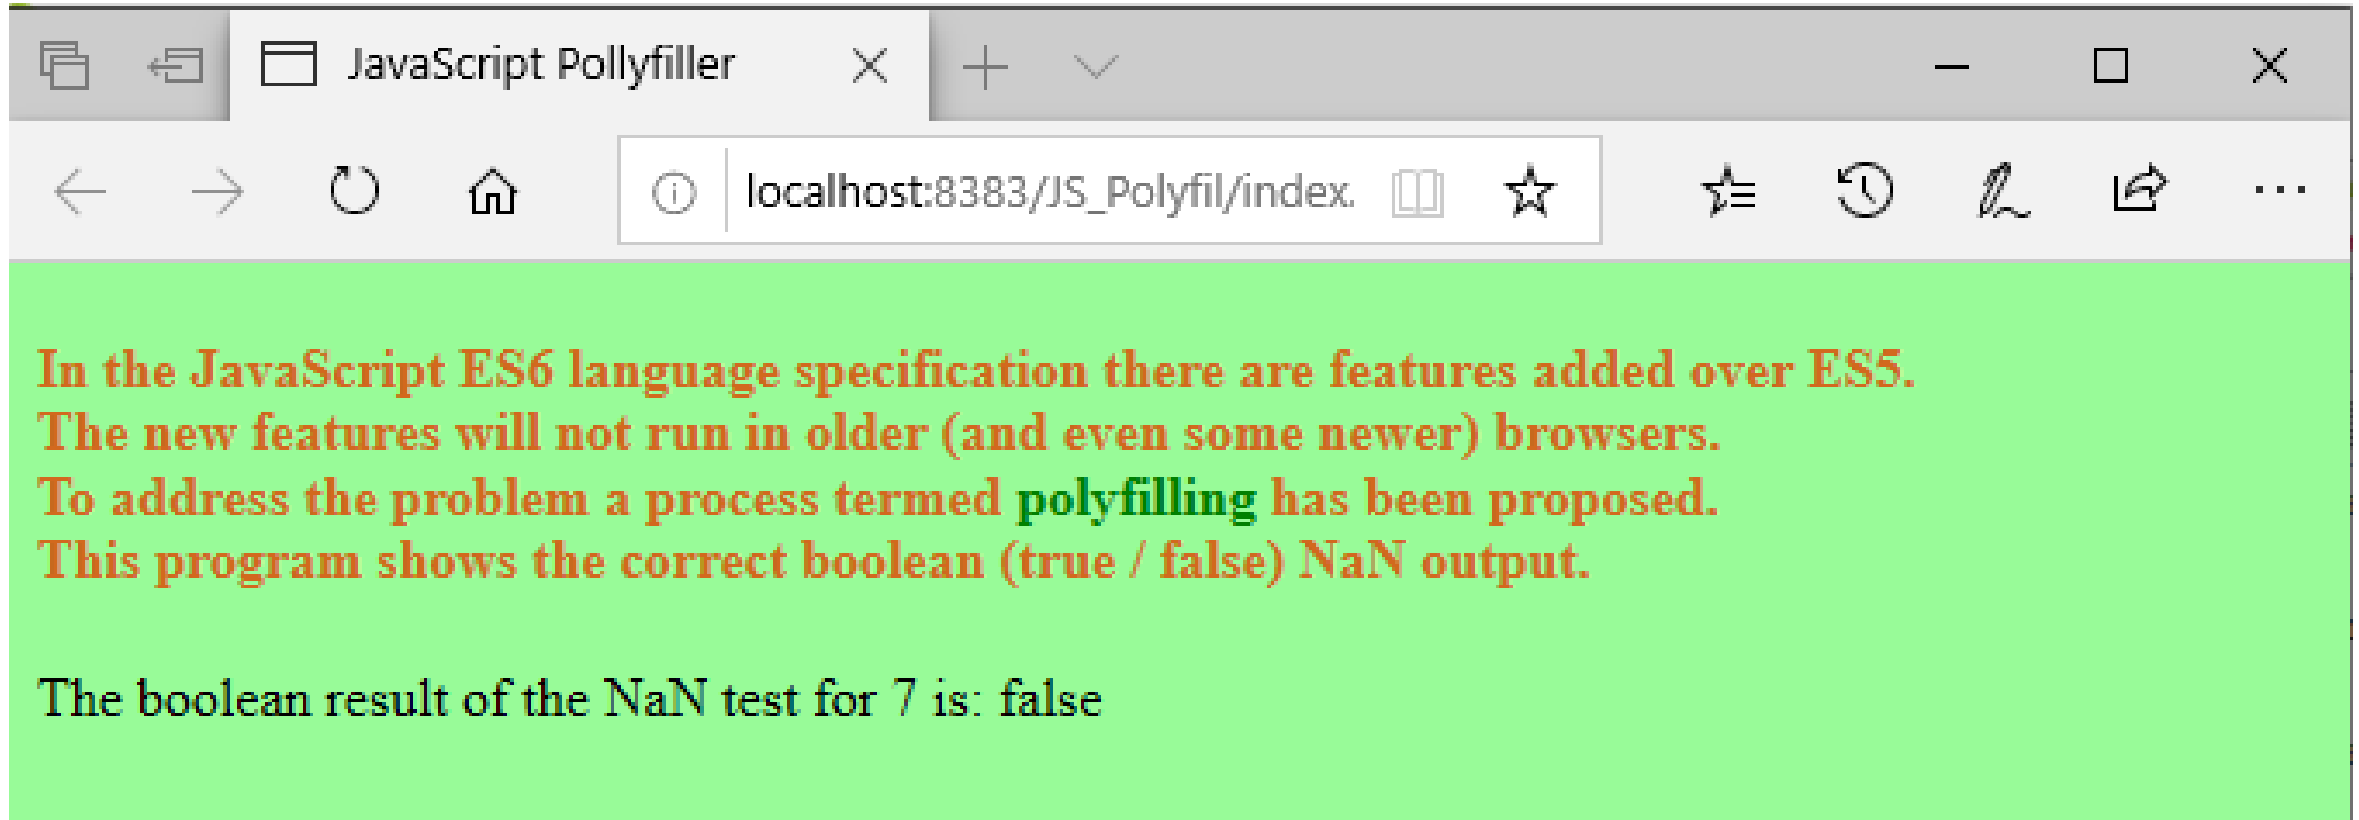 JavaScript Pollyfiller
localhost:8383/JS_Polyfil/index.
In the JavaScript ES6 language specification there are features added over ES5.
The new features will not run in older (and even some newer) browsers.
To address the problem a process termed polyfilling has been proposed.
This program shows the correct boolean (true / false) NaN output.
The boolean result of the NaN test for 7 is: false